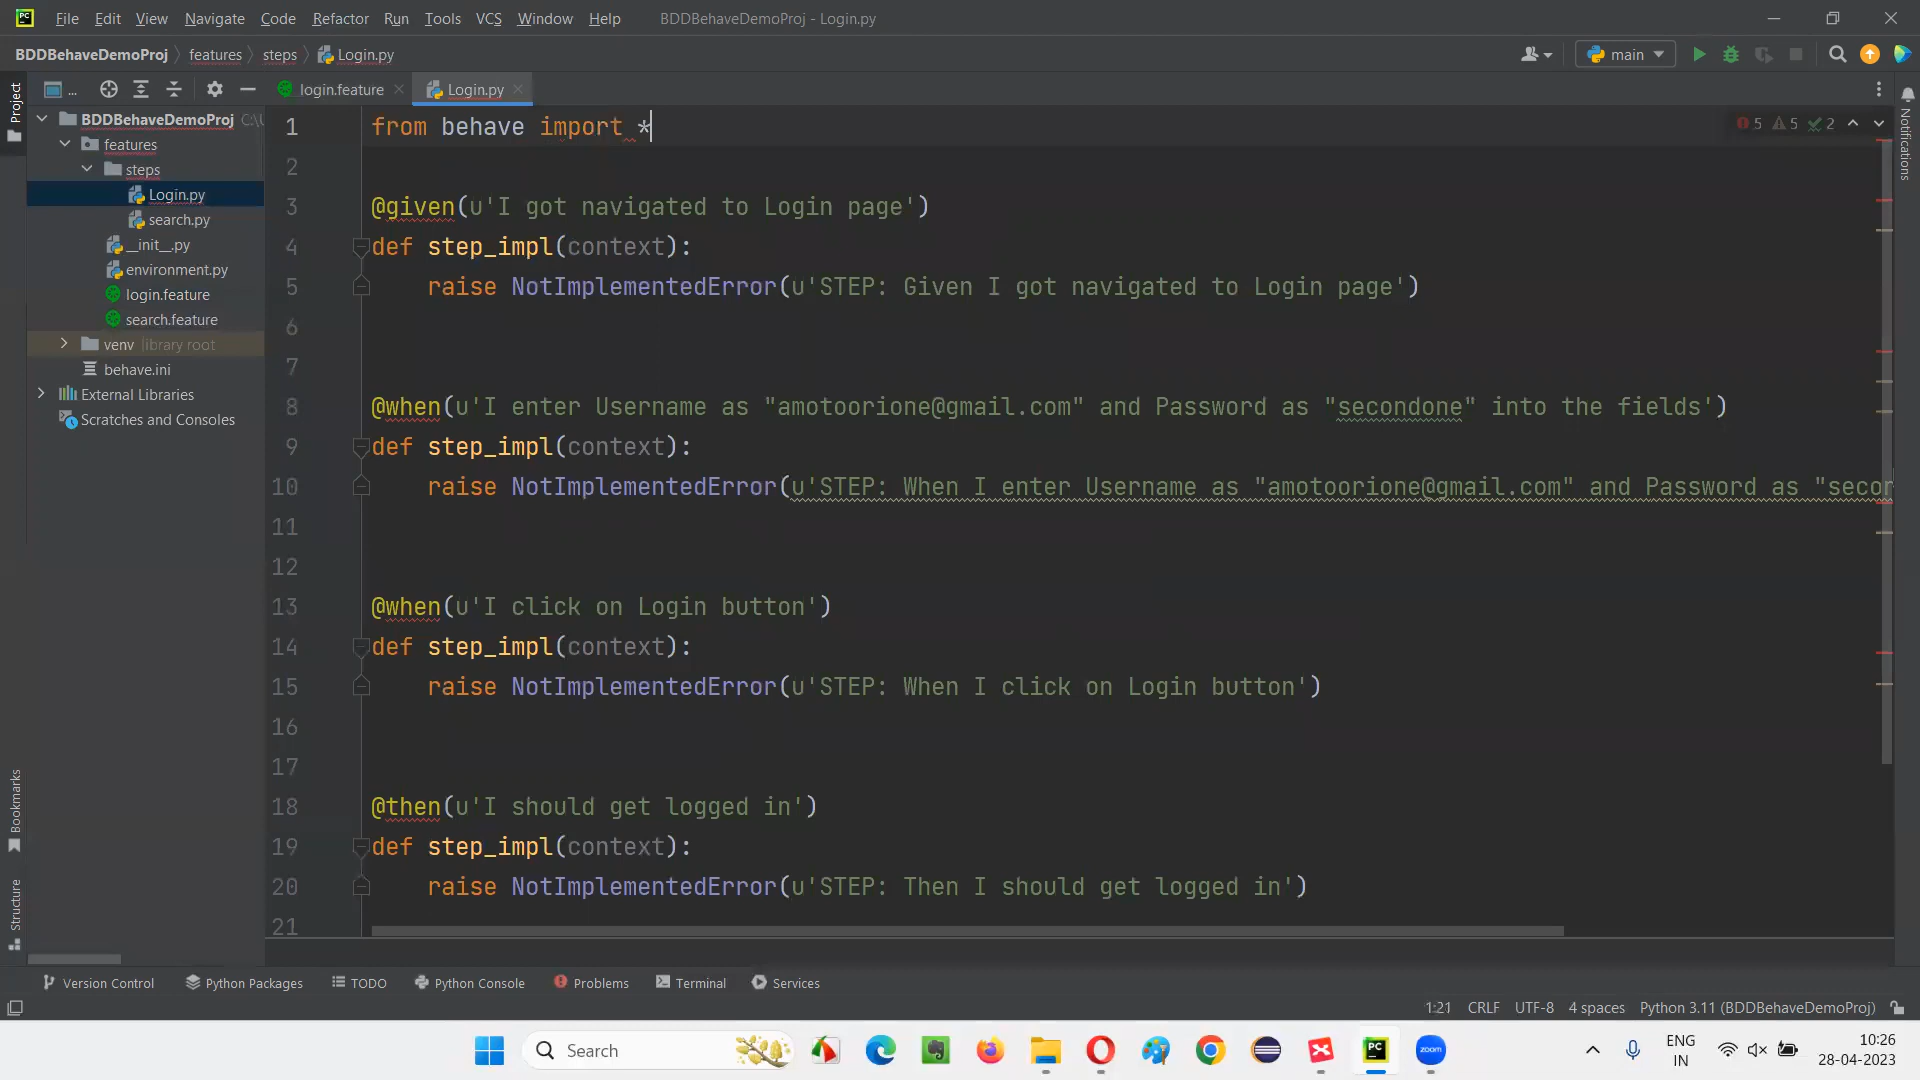 PC File Edit View Navigate Code Refactor Run Tools VCS Window Help BDDBehaveDemoProj - Login.py
BDDBehaveDemoProj features steps Login.py main
Project ... login.feature Login.py
BDDBehaveDemoProj C:\U
features
steps
Login.py
search.py
__init__.py
environment.py
login.feature
search.feature
venv library root
behave.ini
External Libraries
Scratches and Consoles
5 5 2
1 from behave import *
2
3 @given(u'I got navigated to Login page')
4 def step_impl(context):
5 raise NotImplementedError(u'STEP: Given I got navigated to Login page')
6
7
8 @when(u'I enter Username as "amotoorione@gmail.com" and Password as "secondone" into the fields')
9 def step_impl(context):
10 raise NotImplementedError(u'STEP: When I enter Username as "amotoorione@gmail.com" and Password as "secon
11
12
13 @when(u'I click on Login button')
14 def step_impl(context):
15 raise NotImplementedError(u'STEP: When I click on Login button')
16
17
18 @then(u'I should get logged in')
19 def step_impl(context):
20 raise NotImplementedError(u'STEP: Then I should get logged in')
21
Notifications
Bookmarks
Structure
Version Control Python Packages TODO Python Console Problems Terminal Services
1:21 CRLF UTF-8 4 spaces Python 3.11 (BDDBehaveDemoProj)
Search PC zoom ENG IN 10:26
28-04-2023